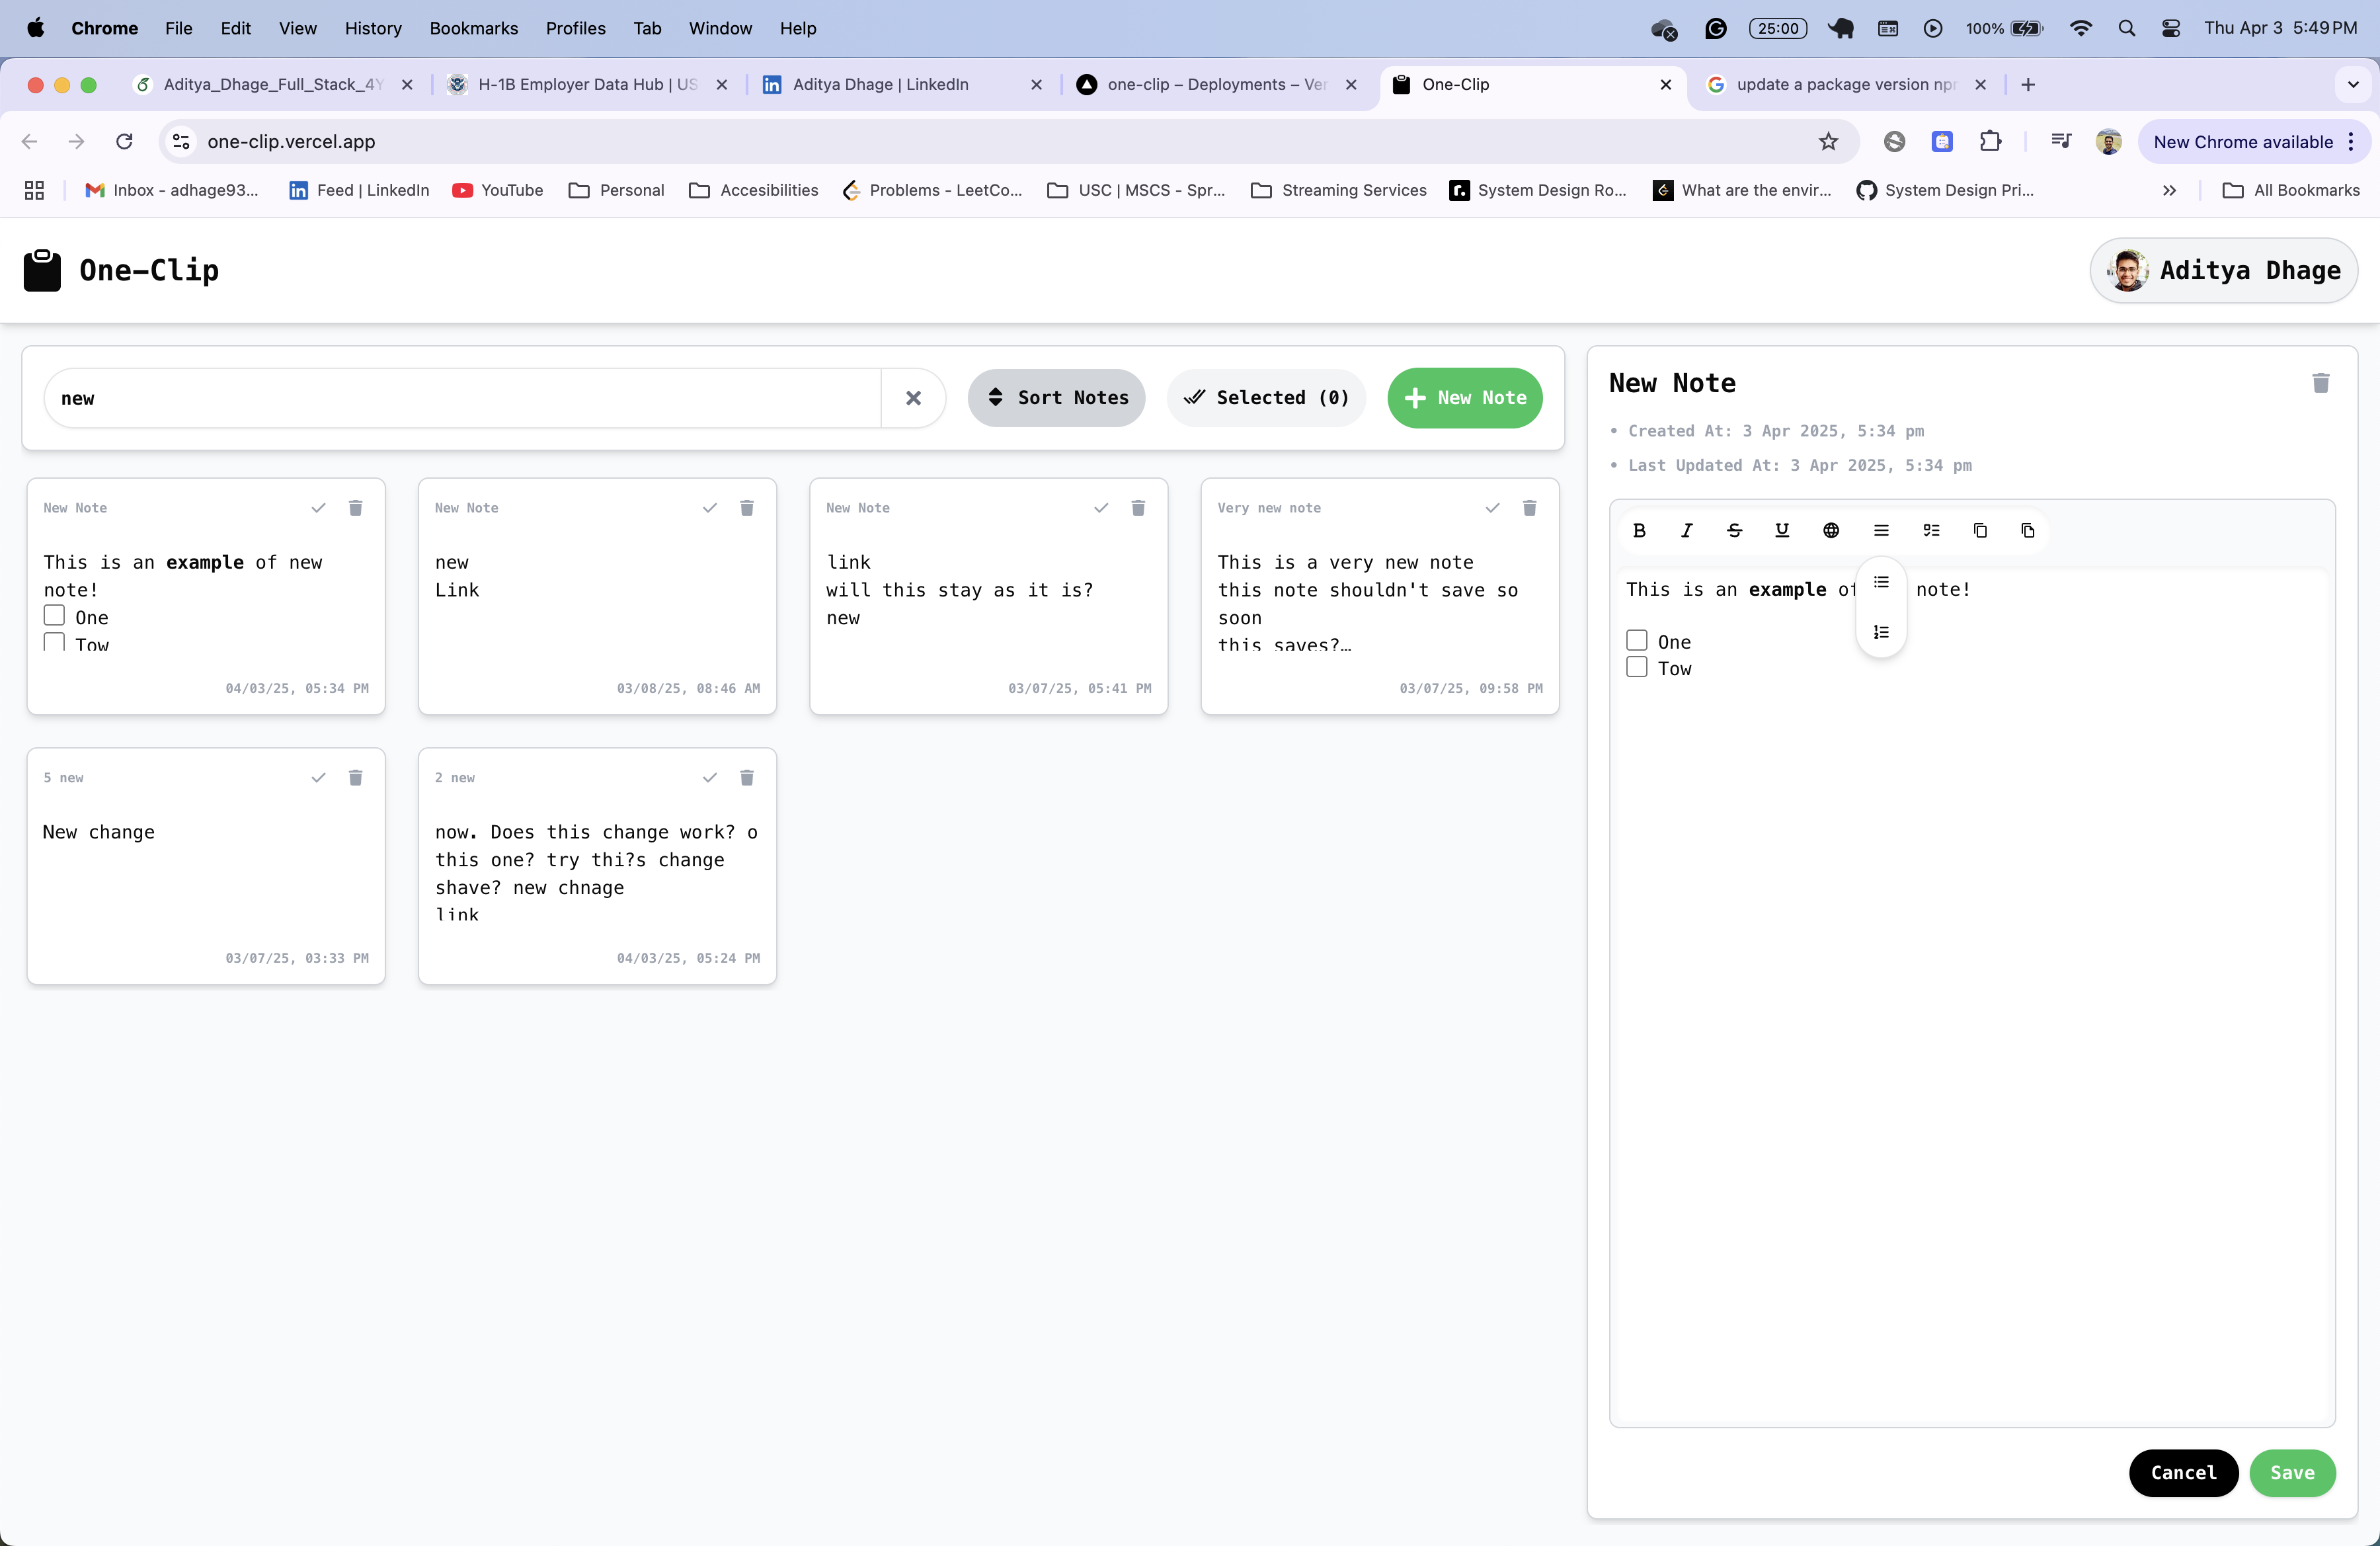 Chrome File Edit View History Bookmarks Profiles Tab Window Help 25:00 100% Thu Apr 3 5:49 PM
Aditya_Dhage_Full_Stack_4Y H-1B Employer Data Hub | US Aditya Dhage | LinkedIn one-clip – Deployments – Ver One-Clip update a package version npr
one-clip.vercel.app New Chrome available
Inbox - adhage93... Feed | LinkedIn YouTube Personal Accesibilities Problems - LeetCo... USC | MSCS - Spr... Streaming Services System Design Ro... What are the envir... System Design Pri... All Bookmarks
One-Clip Aditya Dhage
new Sort Notes Selected (0) New Note
New Note
This is an example of new
note!
One
Tow
04/03/25, 05:34 PM
New Note
new
Link
03/08/25, 08:46 AM
New Note
link
will this stay as it is?
new
03/07/25, 05:41 PM
Very new note
This is a very new note
this note shouldn't save so
soon
this saves?…
03/07/25, 09:58 PM
5 new
New change
03/07/25, 03:33 PM
2 new
now. Does this change work? o
this one? try thi?s change
shave? new chnage
link
04/03/25, 05:24 PM
New Note
• Created At: 3 Apr 2025, 5:34 pm
• Last Updated At: 3 Apr 2025, 5:34 pm
B I S U
This is an example of note!
One
Tow
Cancel Save